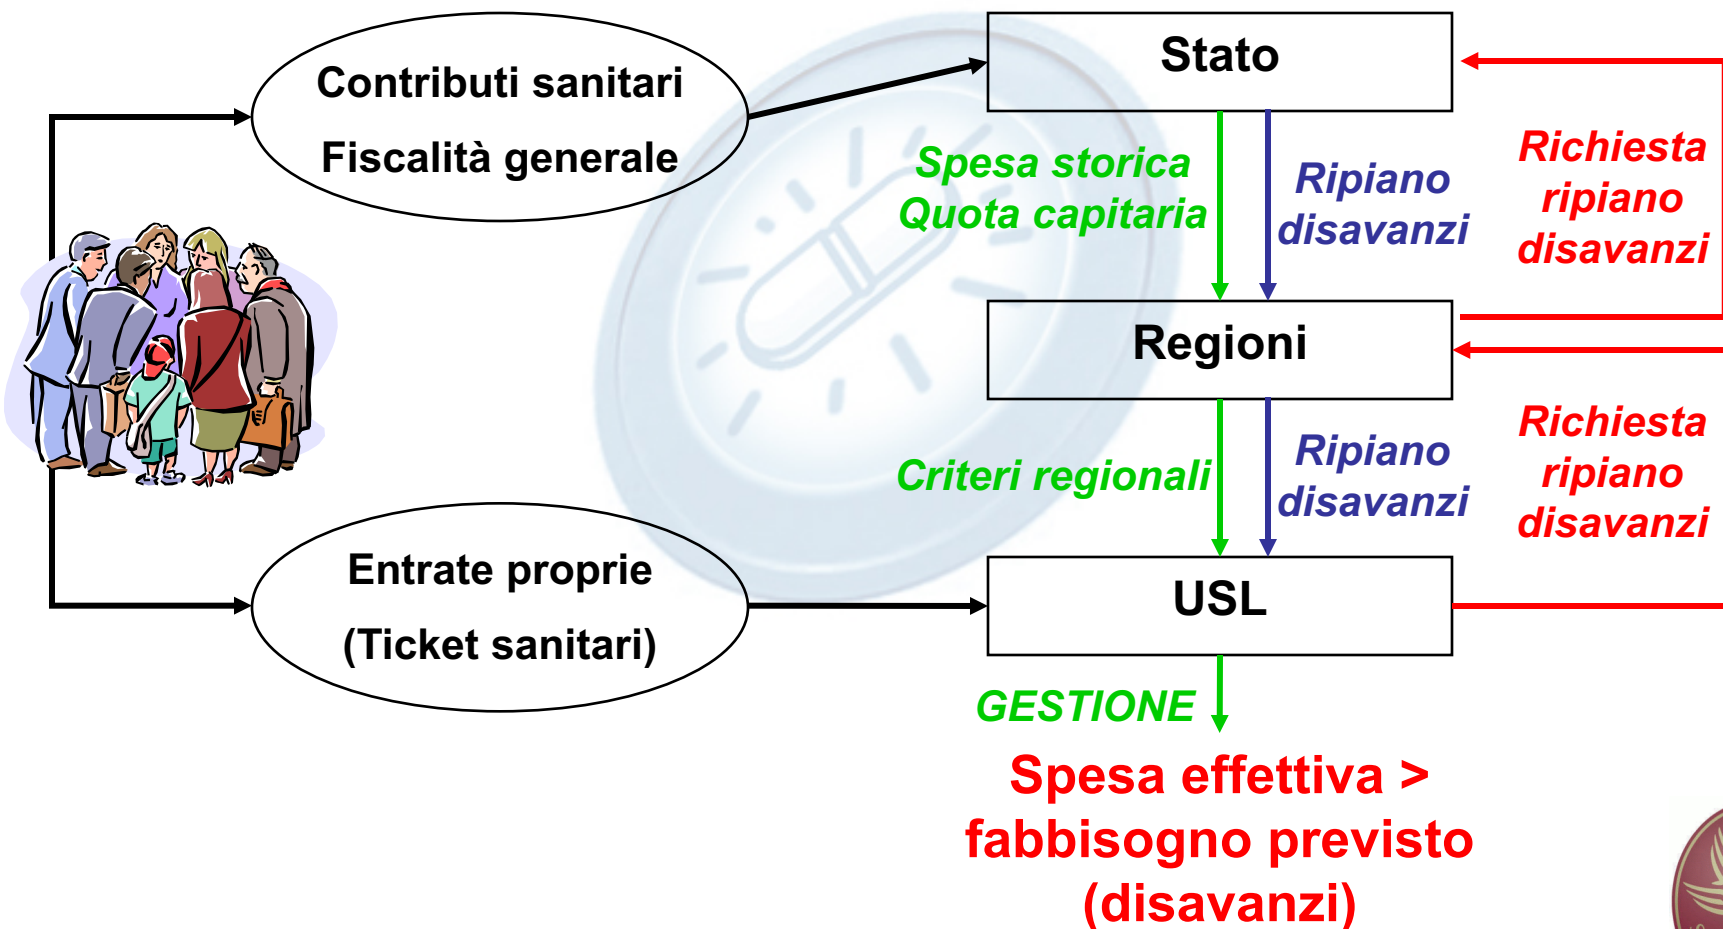 Contributi sanitari
Fiscalità generale
Stato
Spesa storica
Quota capitaria
Ripiano
disavanzi
Richiesta
ripiano
disavanzi
Regioni
Criteri regionali
Ripiano
disavanzi
Richiesta
ripiano
disavanzi
Entrate proprie
(Ticket sanitari)
USL
GESTIONE
Spesa effettiva >
fabbisogno previsto
(disavanzi)